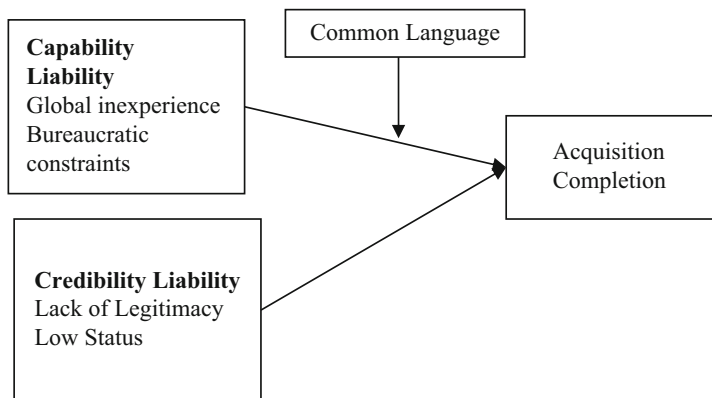 Capability
Liability
Global inexperience
Bureaucratic
constraints
Common Language
Acquisition
Completion
Credibility Liability
Lack of Legitimacy
Low Status